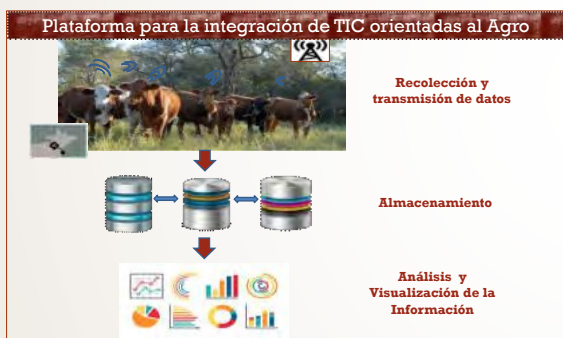 Plataforma para la integración de TIC orientadas al Agro
Recolección y
transmisión de datos
Almacenamiento
Análisis y
Visualización de la
Información